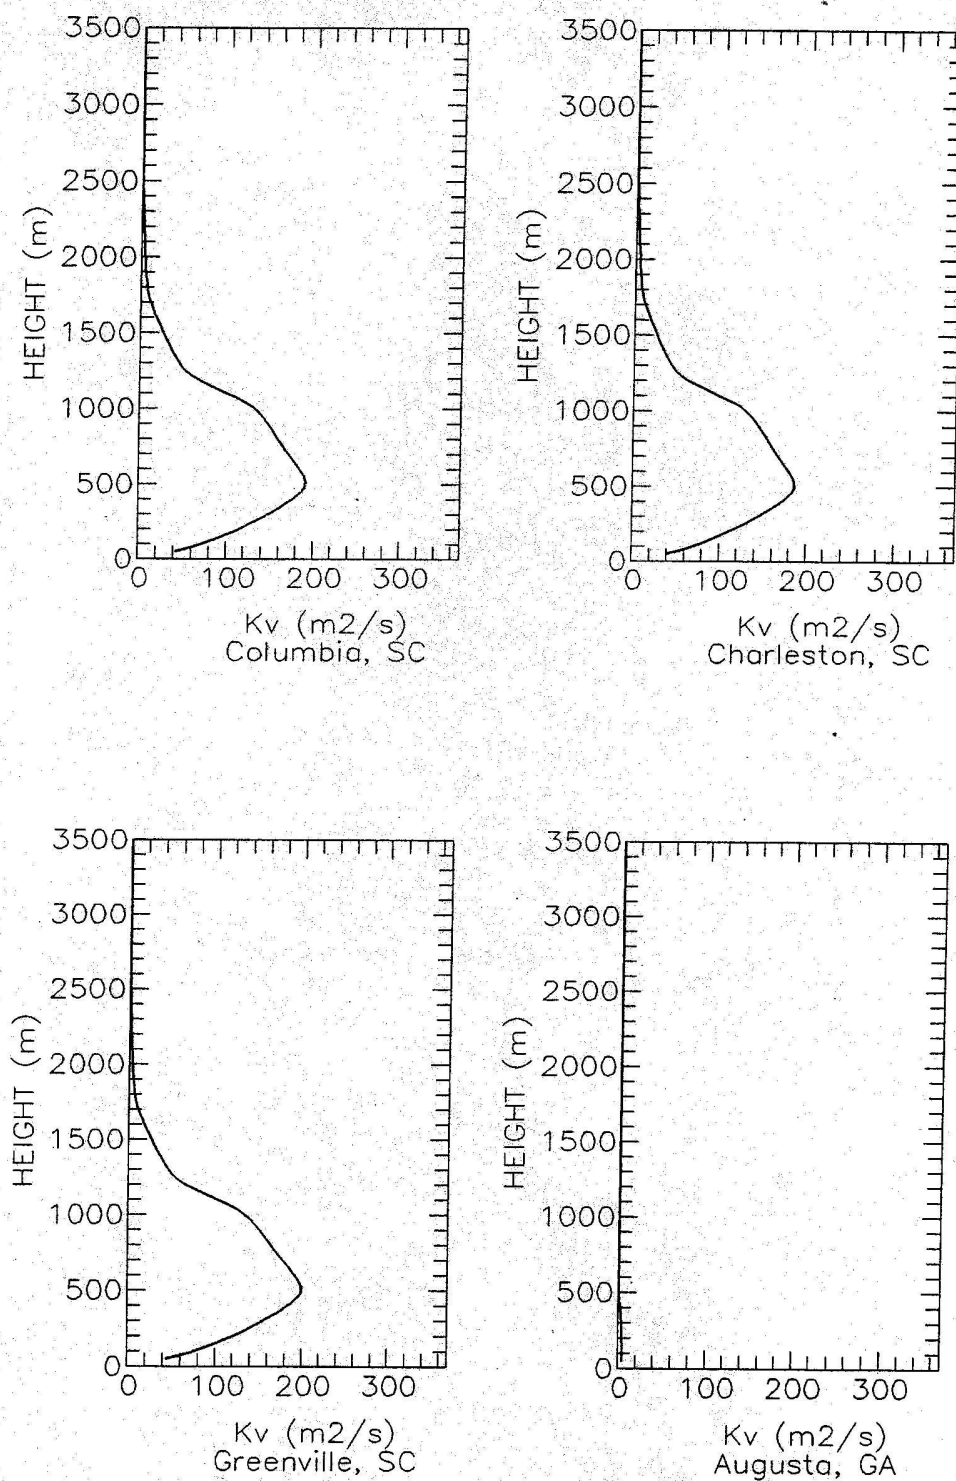 3500
3000
2500
2000
1500
1000
500
0
HEIGHT (m)
0 100 200 300
Kv (m2/s)
Columbia, SC
3500
3000
2500
2000
1500
1000
500
0
HEIGHT (m)
0 100 200 300
Kv (m2/s)
Charleston, SC
3500
3000
2500
2000
1500
1000
500
0
HEIGHT (m)
0 100 200 300
Kv (m2/s)
Greenville, SC
3500
3000
2500
2000
1500
1000
500
0
HEIGHT (m)
0 100 200 300
Kv (m2/s)
Augusta, GA